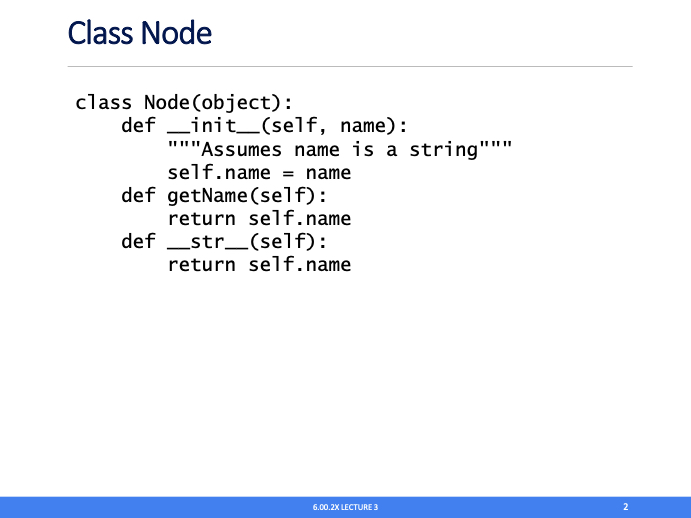 Class Node
class Node(object):
    def __init__(self, name):
        """Assumes name is a string"""
        self.name = name
    def getName(self):
        return self.name
    def __str__(self):
        return self.name
6.00.2X LECTURE 3
2